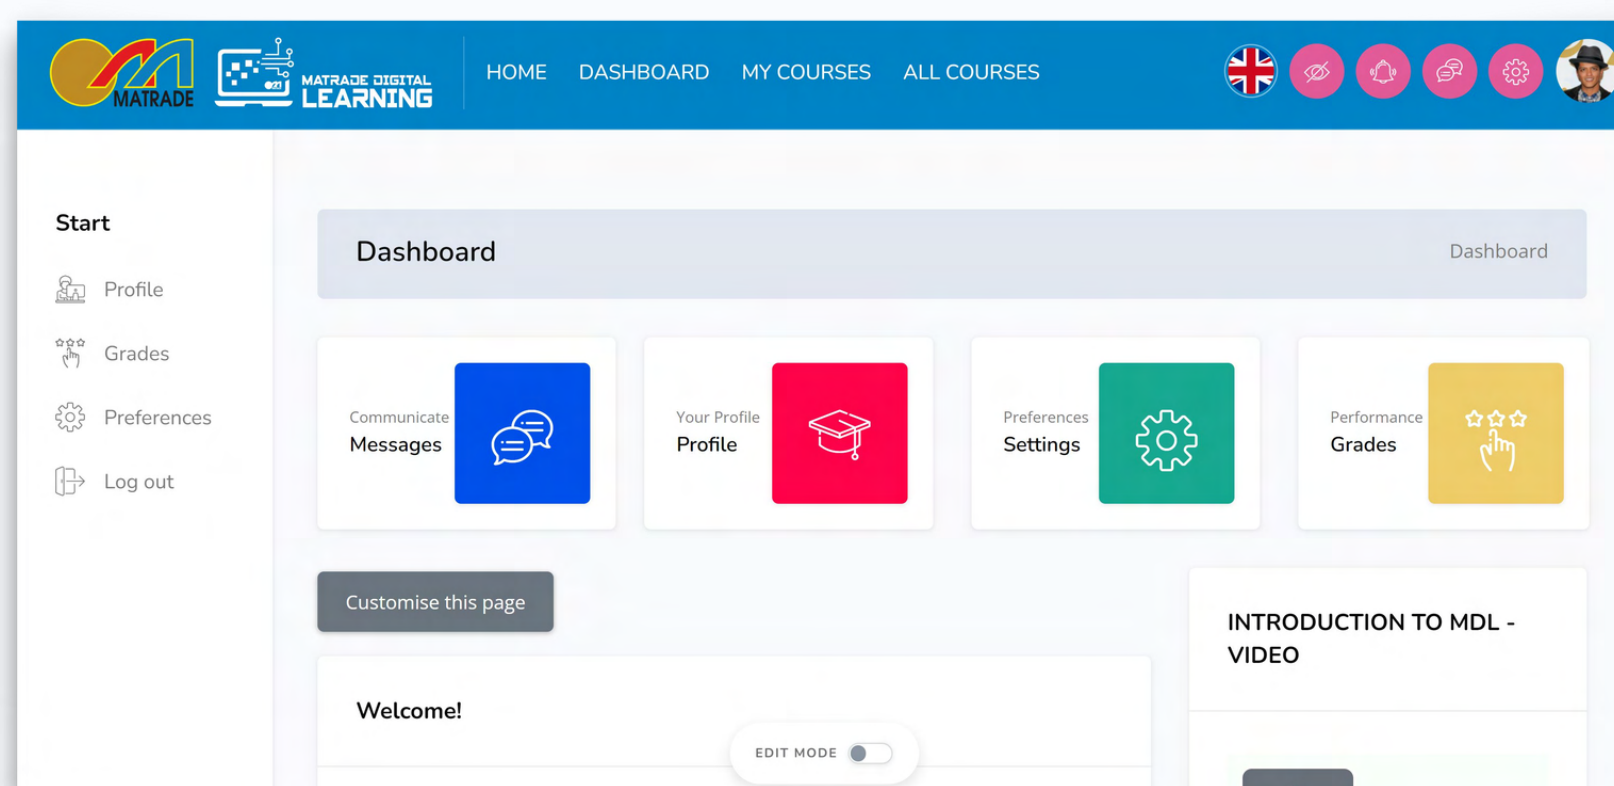 MATRADE
MATRADE DIGITAL
LEARNING
HOME DASHBOARD MY COURSES ALL COURSES
Start
Profile
Grades
Preferences
Log out
Dashboard
Dashboard
Communicate
Messages
Your Profile
Profile
Preferences
Settings
Performance
Grades
Customise this page
INTRODUCTION TO MDL -
VIDEO
Welcome!
EDIT MODE